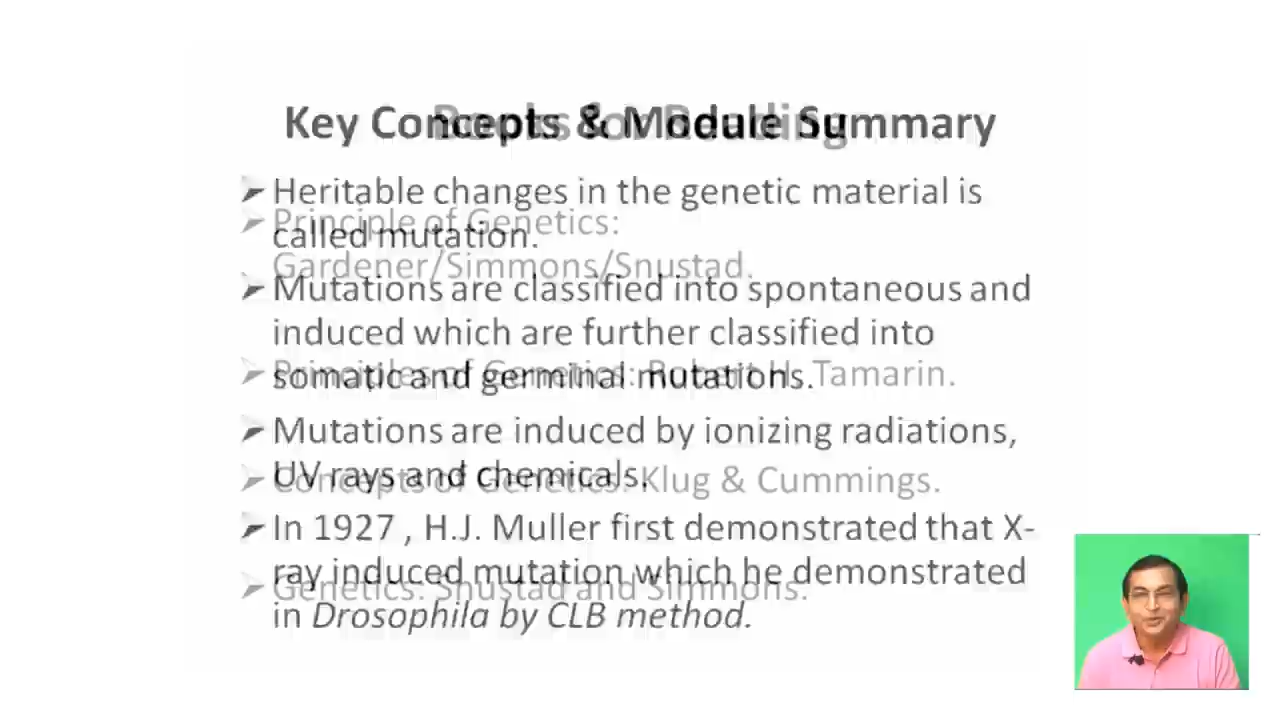 Key Concepts & Module Summary
Heritable changes in the genetic material is
called mutation.
Mutations are classified into spontaneous and
induced which are further classified into
somatic and germinal mutations.
Mutations are induced by ionizing radiations,
UV rays and chemicals.
In 1927 , H.J. Muller first demonstrated that X-
ray induced mutation which he demonstrated
in Drosophila by CLB method.
Books for Reading
Principle of Genetics:
Gardener/Simmons/Snustad.
Principles of Genetics: Robert H. Tamarin.
Concepts of Genetics: Klug & Cummings.
Genetics: Snustad and Simmons.